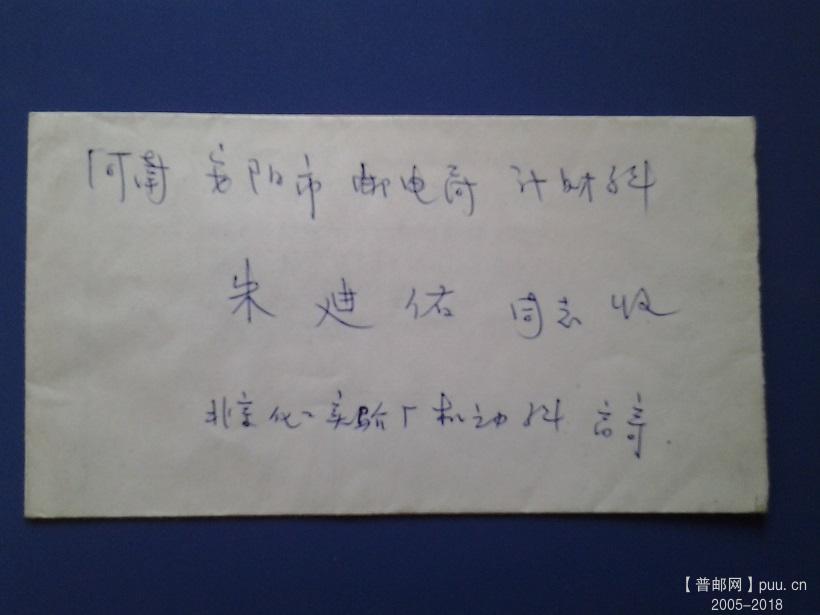 河南 安阳市 邮电局 计财科
朱迪佑 同志 收
北京化工实验厂机动科 高寄.
【普邮网】puu.cn
2005-2018